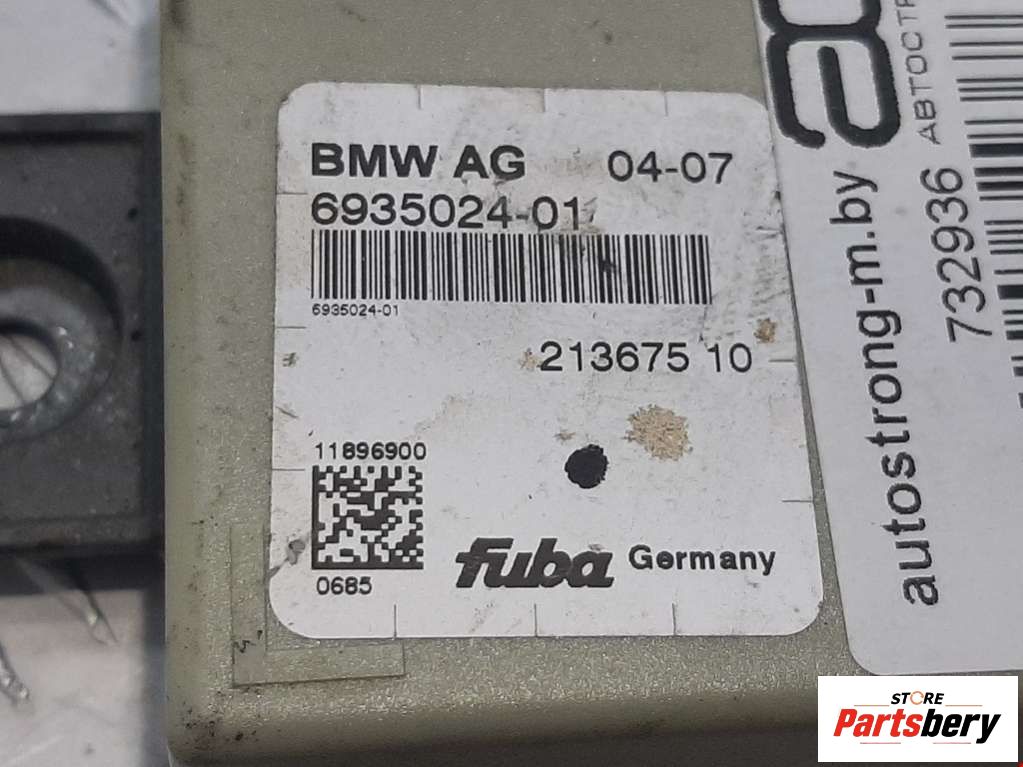 BMW AG 04-07
6935024-01
6935024-01
213675 10
11896900
0685
fuba Germany
autostrong-m.by
732936
STORE
Partsbery